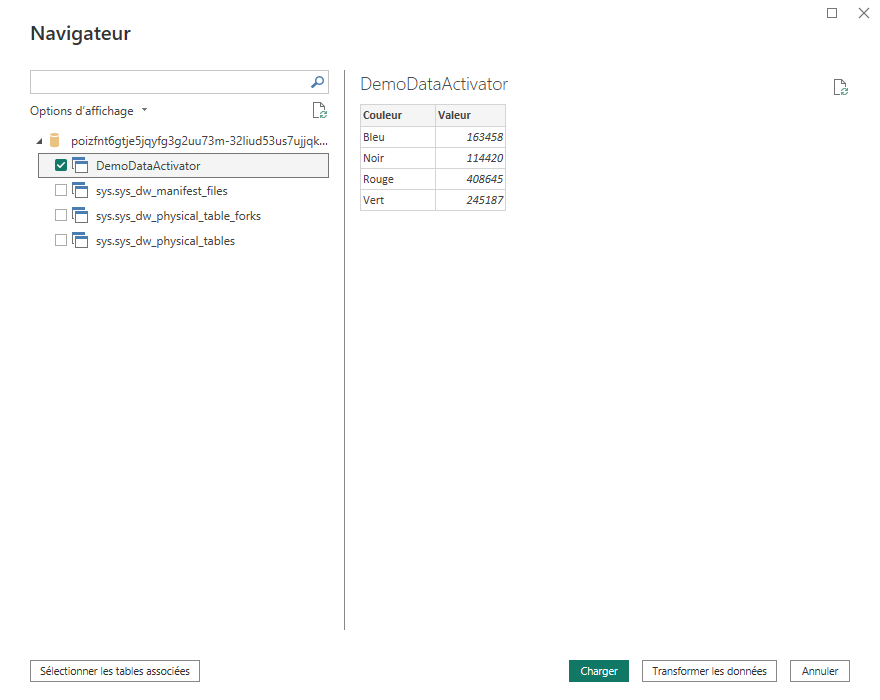 Navigateur
Options d'affichage
poizfnt6gtje5jqyfg3g2uu73m-32liud53us7ujjqk...
DemoDataActivator
sys.sys_dw_manifest_files
sys.sys_dw_physical_table_forks
sys.sys_dw_physical_tables
DemoDataActivator
Couleur Valeur
Bleu 163458
Noir 114420
Rouge 408645
Vert 245187
Sélectionner les tables associées
Charger
Transformer les données
Annuler